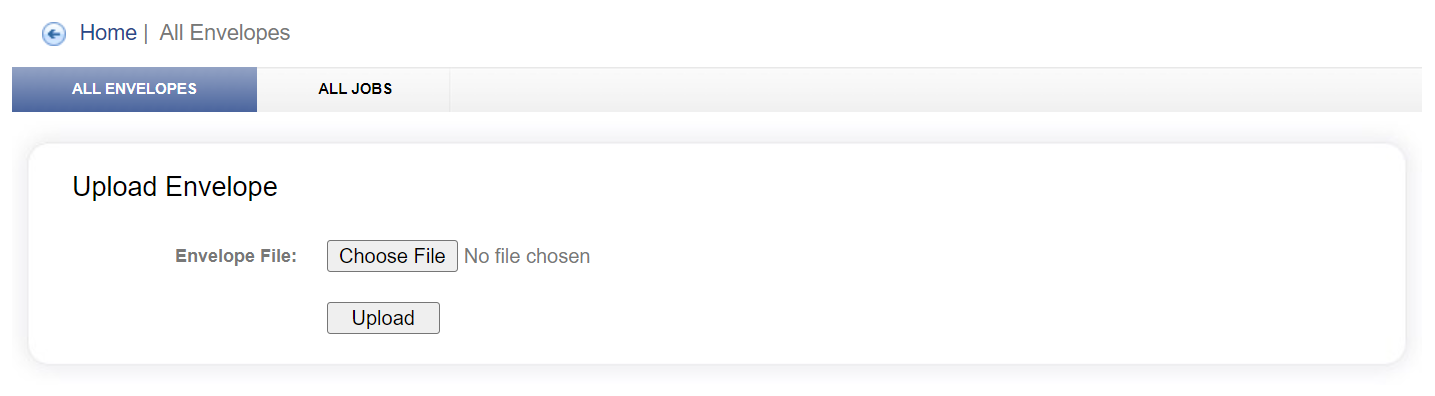 Home | All Envelopes
ALL ENVELOPES ALL JOBS
Upload Envelope
Envelope File: Choose File No file chosen
Upload